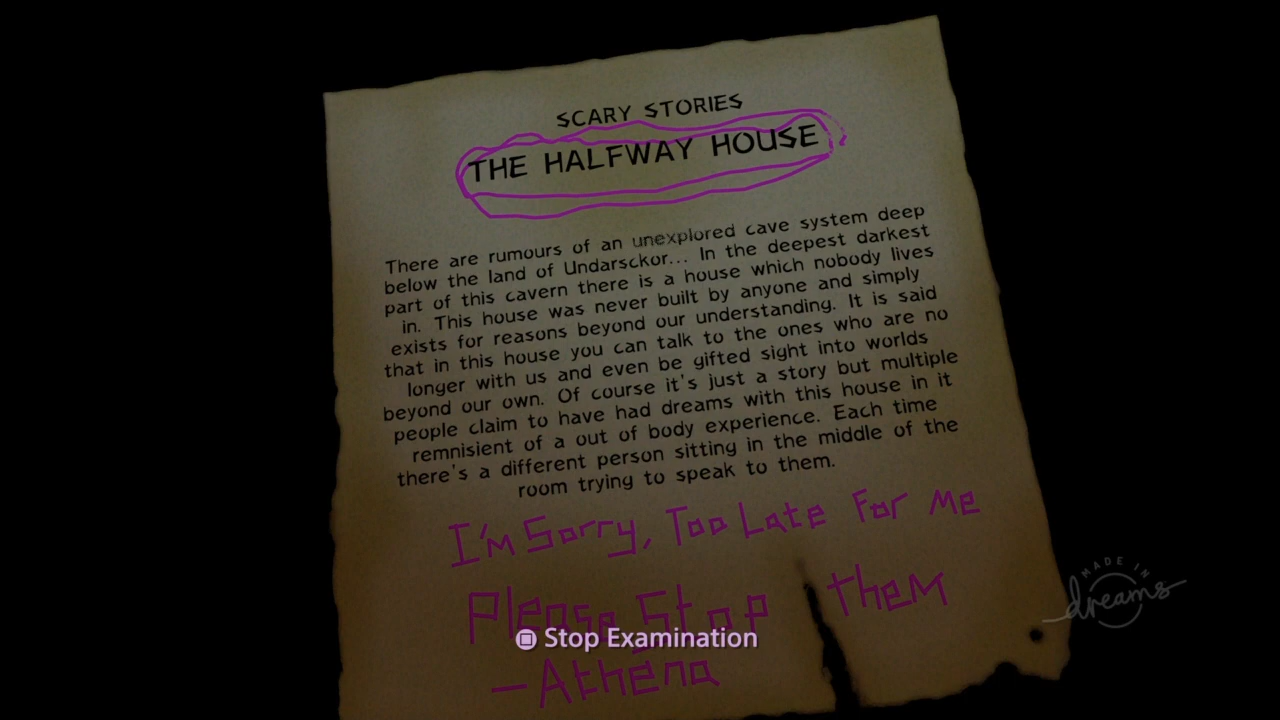 SCARY STORIES
THE HALFWAY HOUSE
There are rumours of an unexplored cave system deep
below the land of Undarsckor... In the deepest darkest
part of this cavern there is a house which nobody lives
in. This house was never built by anyone and simply
exists for reasons beyond our understanding. It is said
that in this house you can talk to the ones who are no
longer with us and even be gifted sight into worlds
beyond our own. Of course it's just a story but multiple
people claim to have had dreams with this house in it
remnisient of a out of body experience. Each time
there's a different person sitting in the middle of the
room trying to speak to them.
I'm Sorry, Too Late For Me
Please Stop them
Stop Examination
-Athena
MADE IN
dreams